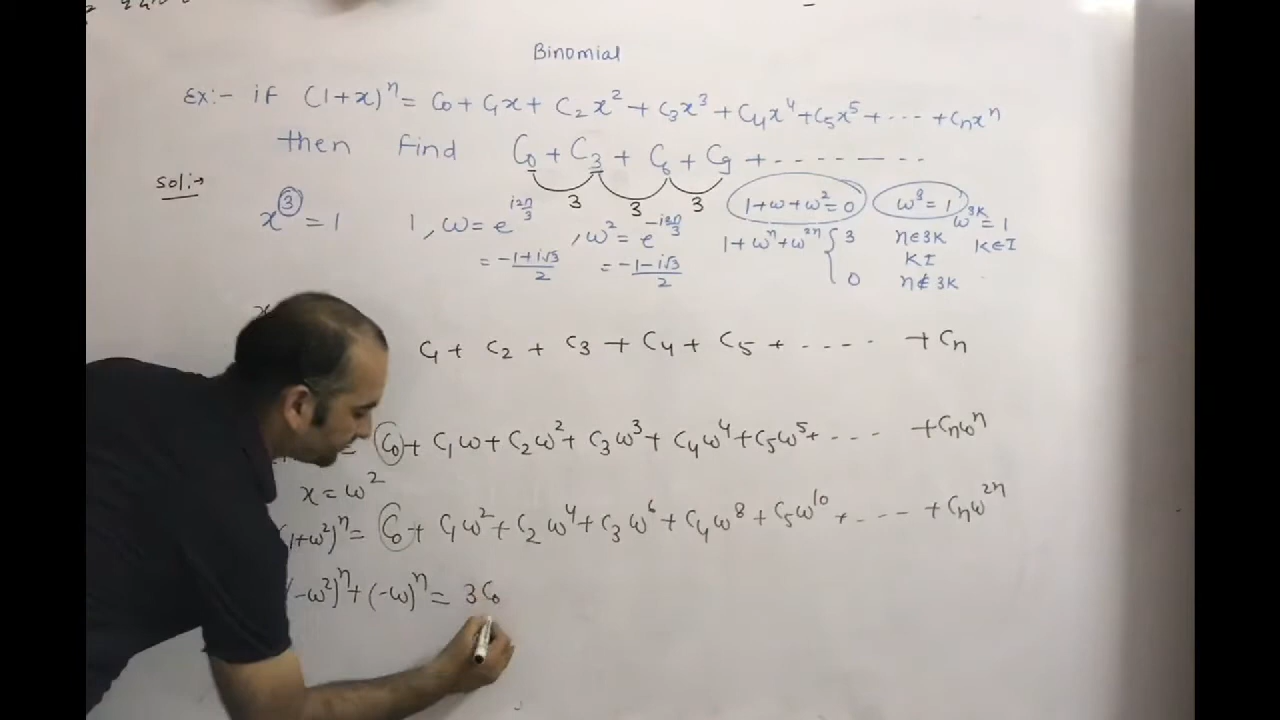 Binomial
Ex:- if (1+x)^n = C0 + C1x + C2x^2 + C3x^3 + C4x^4 + C5x^5 + ... + Cnx^n
then find C0 + C3 + C6 + C9 + - - - - - - -
3 3 3
Sol:→
x^3 = 1 1, ω = e^{i2π/3}, ω^2 = e^{-i2π/3} 1+ω+ω^2=0 ω^3=1 ω^{3K}=1
= (-1+i√3)/2 = (-1-i√3)/2 1+ω^n+ω^{2n} { 3 n∈3K K∈I
K I
0 n∉3K
x
C1 + C2 + C3 + C4 + C5 + .... + Cn
= C0 + C1ω + C2ω^2 + C3ω^3 + C4ω^4 + C5ω^5 + ... + Cnω^n
x = ω^2
(1+ω^2)^n = C0 + C1ω^2 + C2ω^4 + C3ω^6 + C4ω^8 + C5ω^10 + .... + Cnω^{2n}
(-ω^2)^n + (-ω)^n = 3C0